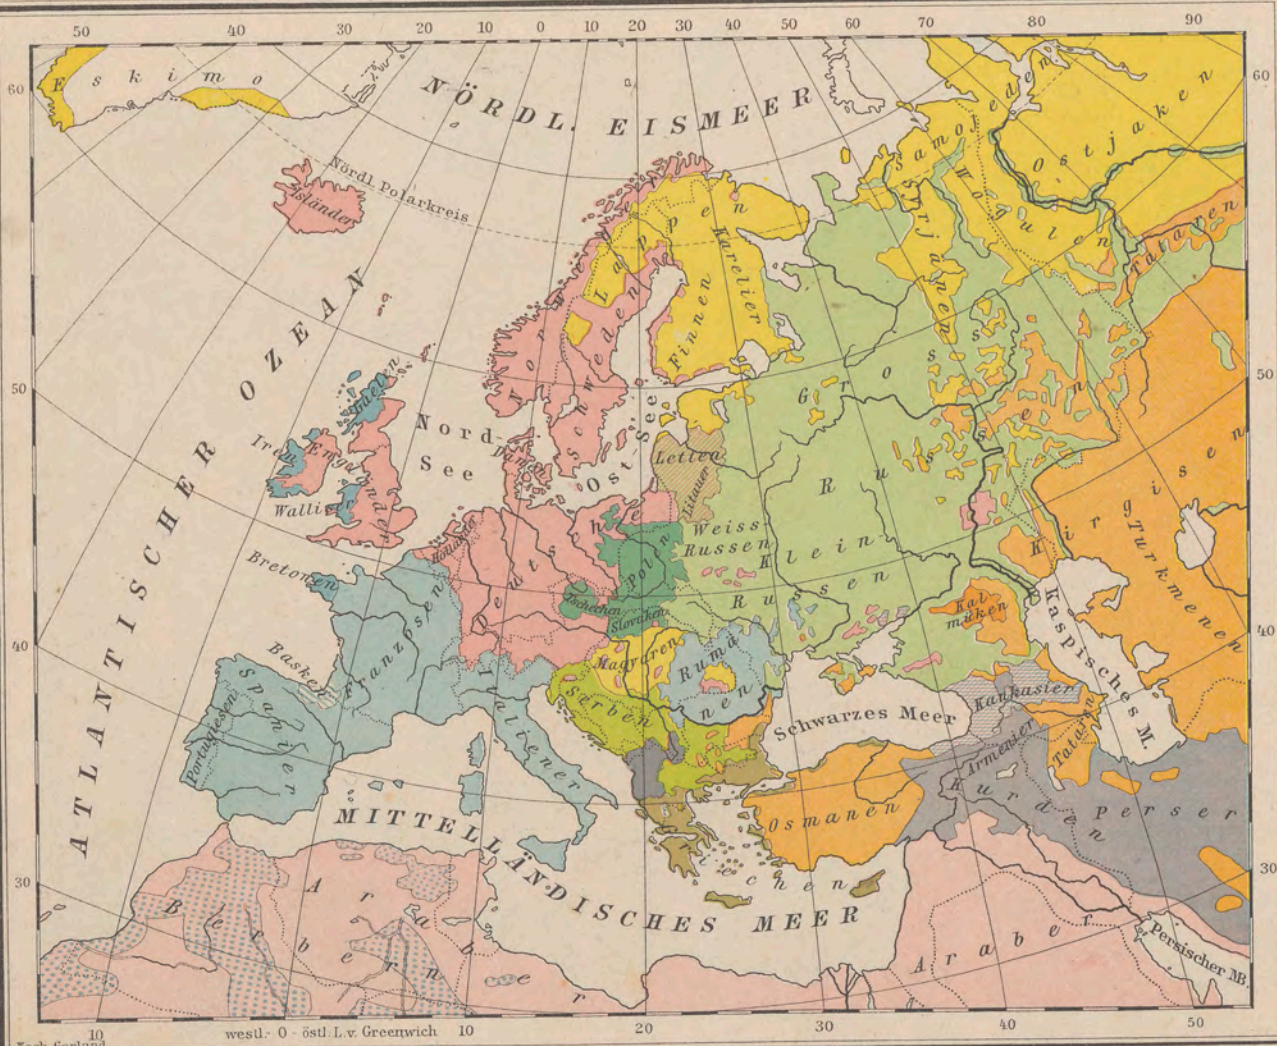 50 40 30 20 10 0 10 20 30 40 50 60 70 80 90
60
60
50
50
40
40
30
30
Eskimo
NÖRDL. EISMEER
Nördl. Polarkreis
Isländer
ATLANTISCHER OZEAN
Samojeden
Ostjaken
Wogulen
Syrjänen
Tataren
Lappen
Karelier
Finnen
Norweger
Schweden
Gross
Russen
Nord-
See
Ost-See
Dänen
Gaelen
Iren
Engländer
Walliser
Letten
Litauer
Weiss-
Russen
Klein-
Russen
Kirgisen
Turkmenen
Holländer
Deutsche
Polen
Tschechen
Slovaken
Bretonen
Franzosen
Basken
Spanier
Portugiesen
Italiener
Magyaren
Rumänen
Serben
Kalmüken
Kaspisches M.
Schwarzes Meer
Kaukasier
Armenier
Tataren
Kurden
Perser
Osmanen
Griechen
MITTELLÄNDISCHES MEER
Berbern
Araber
Araber
Persischer MB.
10
westl.- 0 - östl. L.v. Greenwich
10 20 30 40 50
Nach Gerland